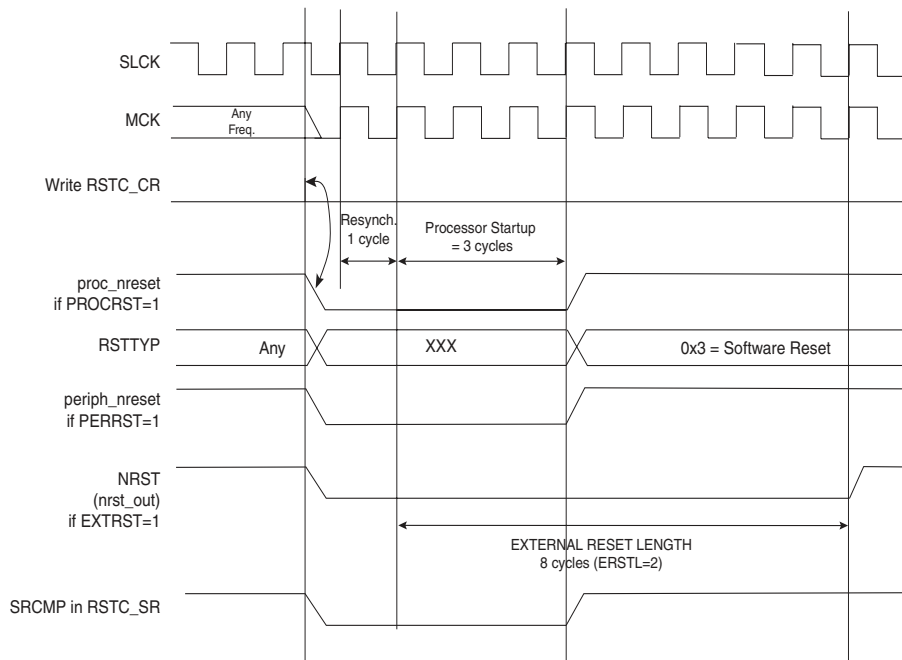 SLCK
MCK
Any
Freq.
Write RSTC_CR
Resynch.
1 cycle
Processor Startup
= 3 cycles
proc_nreset
if PROCRST=1
RSTTYP
Any
XXX
0x3 = Software Reset
periph_nreset
if PERRST=1
NRST
(nrst_out)
if EXTRST=1
EXTERNAL RESET LENGTH
8 cycles (ERSTL=2)
SRCMP in RSTC_SR